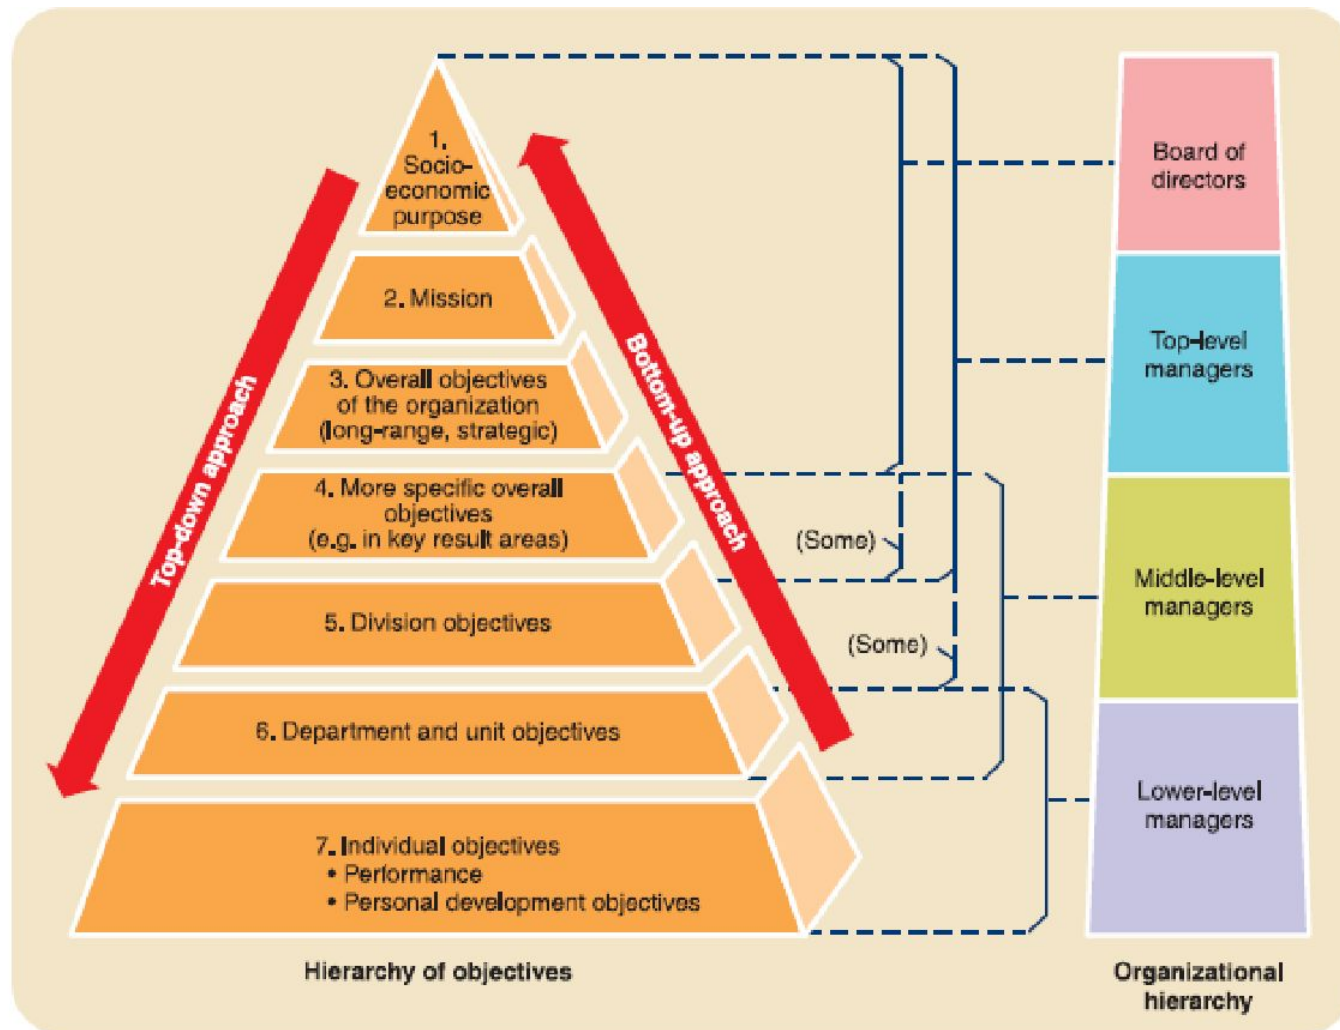 1.
Socio-
economic
purpose
2. Mission
3. Overall objectives
of the organization
(long-range, strategic)
4. More specific overall
objectives
(e.g. in key result areas)
5. Division objectives
6. Department and unit objectives
7. Individual objectives
• Performance
• Personal development objectives
Top-down approach
Bottom-up approach
(Some)
(Some)
Board of
directors
Top-level
managers
Middle-level
managers
Lower-level
managers
Hierarchy of objectives
Organizational
hierarchy